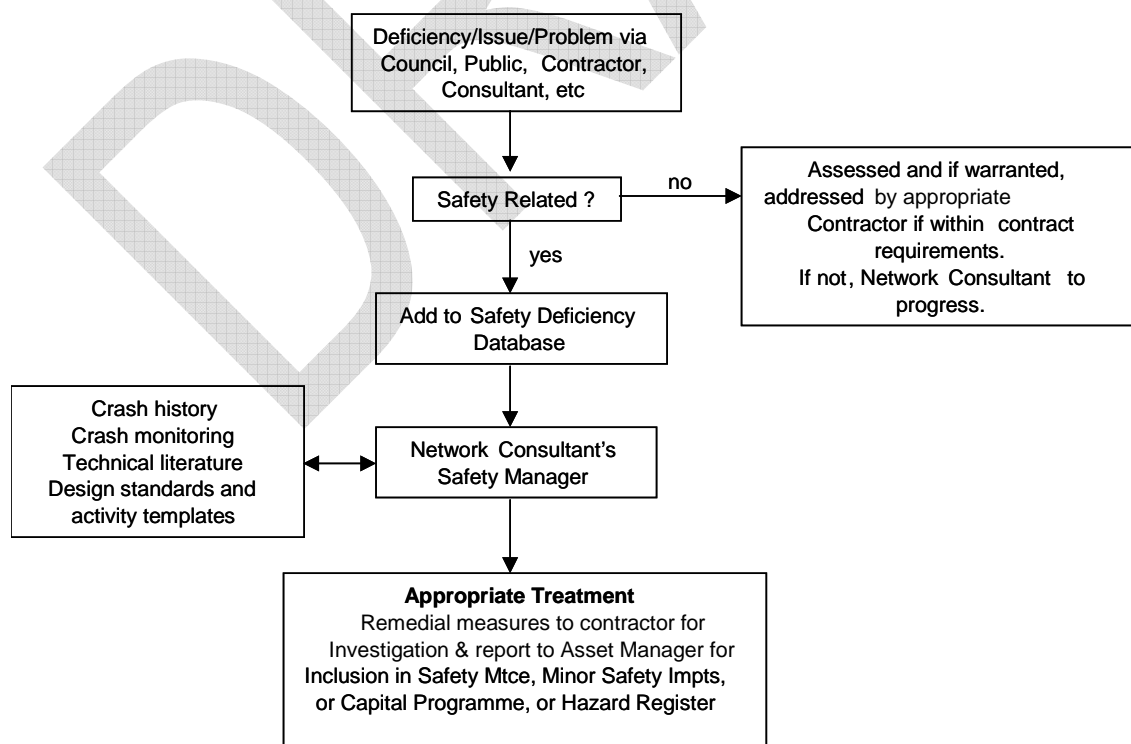 Deficiency/Issue/Problem via
Council, Public, Contractor,
Consultant, etc
Safety Related ?
no
Assessed and if warranted,
addressed by appropriate
Contractor if within contract
requirements.
If not, Network Consultant to
progress.
yes
Add to Safety Deficiency
Database
Crash history
Crash monitoring
Technical literature
Design standards and
activity templates
Network Consultant's
Safety Manager
Appropriate Treatment
Remedial measures to contractor for
Investigation & report to Asset Manager for
Inclusion in Safety Mtce, Minor Safety Impts,
or Capital Programme, or Hazard Register